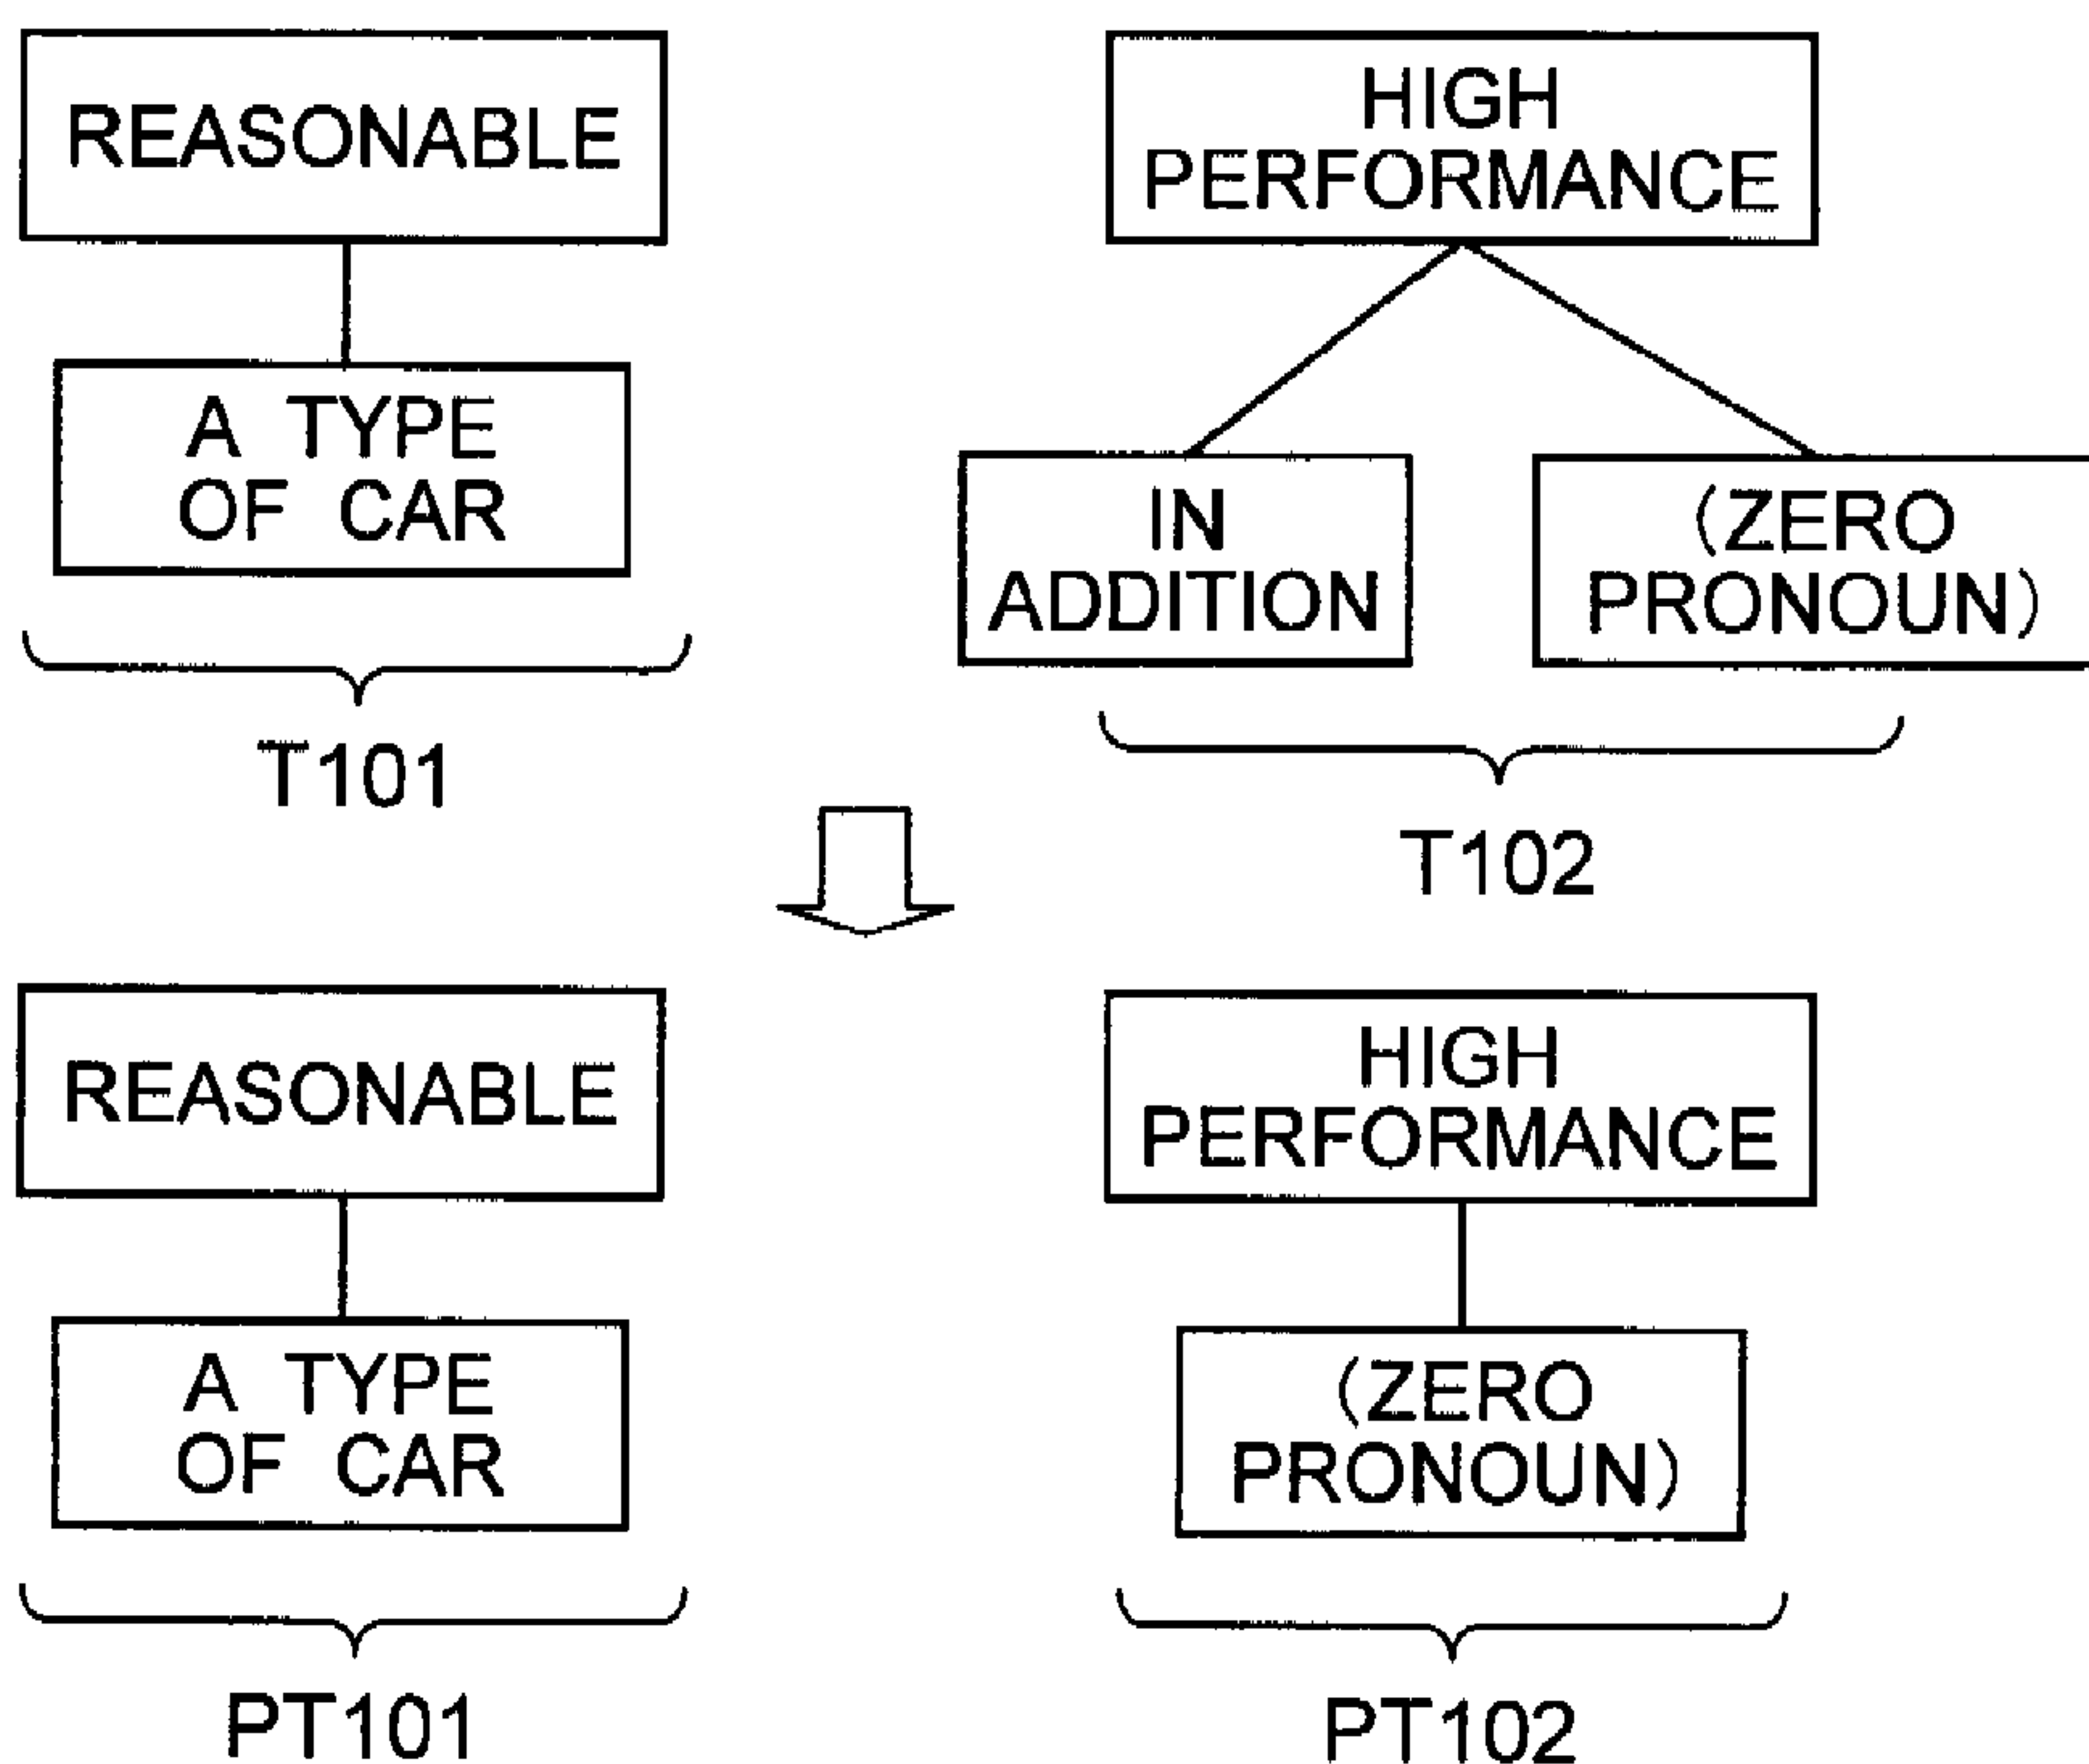 REASONABLE
A TYPE
OF CAR
T101
HIGH
PERFORMANCE
IN
ADDITION
(ZERO
PRONOUN)
T102
REASONABLE
A TYPE
OF CAR
PT101
HIGH
PERFORMANCE
(ZERO
PRONOUN)
PT102